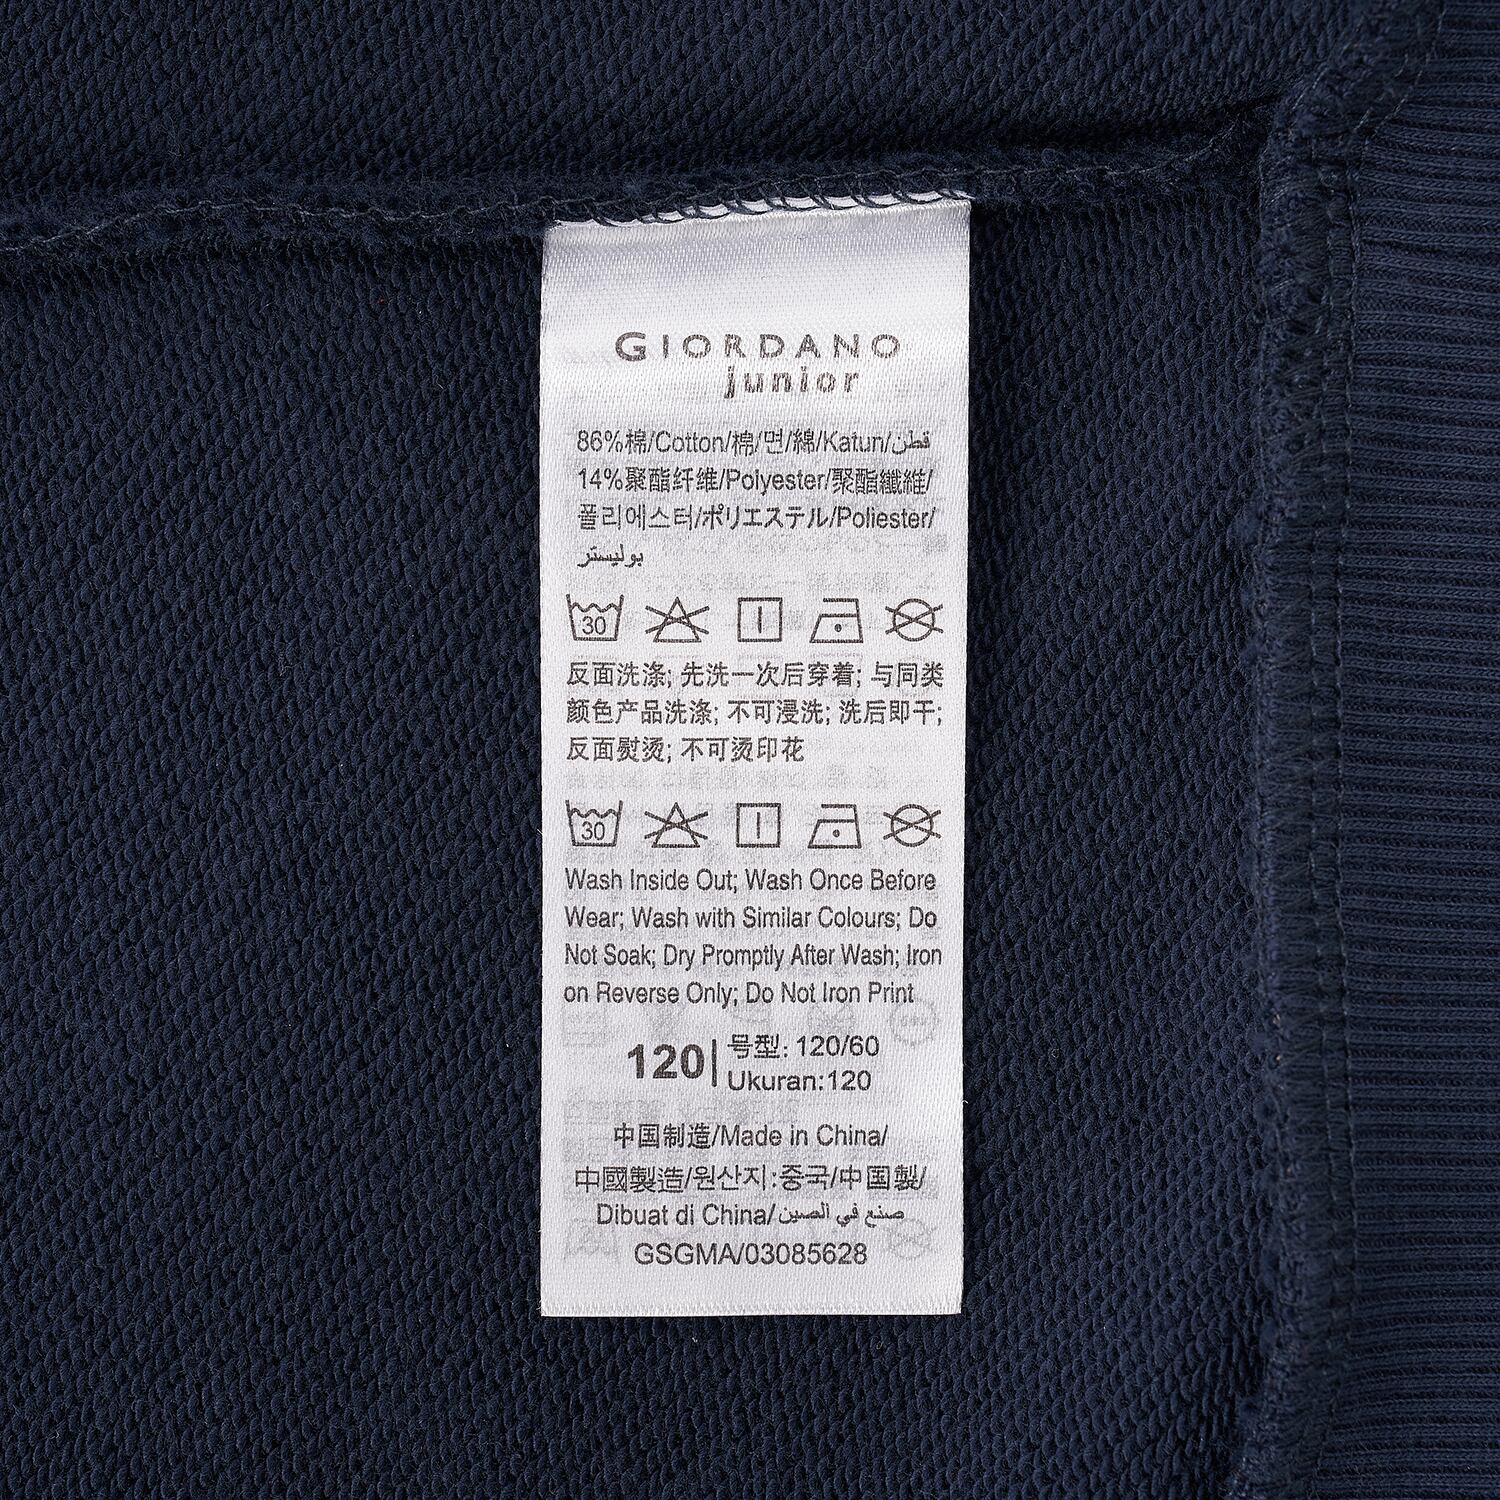 GIORDANO
junior
86%棉/Cotton/棉/면/綿/Katun/قطن
14%聚酯纤维/Polyester/聚酯纖維/
폴리에스터/ポリエステル/Poliester/
بوليستر
30
反面洗涤; 先洗一次后穿着; 与同类
颜色产品洗涤; 不可浸洗; 洗后即干;
反面熨烫; 不可烫印花
30
Wash Inside Out; Wash Once Before
Wear; Wash with Similar Colours; Do
Not Soak; Dry Promptly After Wash; Iron
on Reverse Only; Do Not Iron Print
120| 号型: 120/60
Ukuran:120
中国制造/Made in China/
中國製造/원산지:중국/中国製/
Dibuat di China/صنع في الصين
GSGMA/03085628